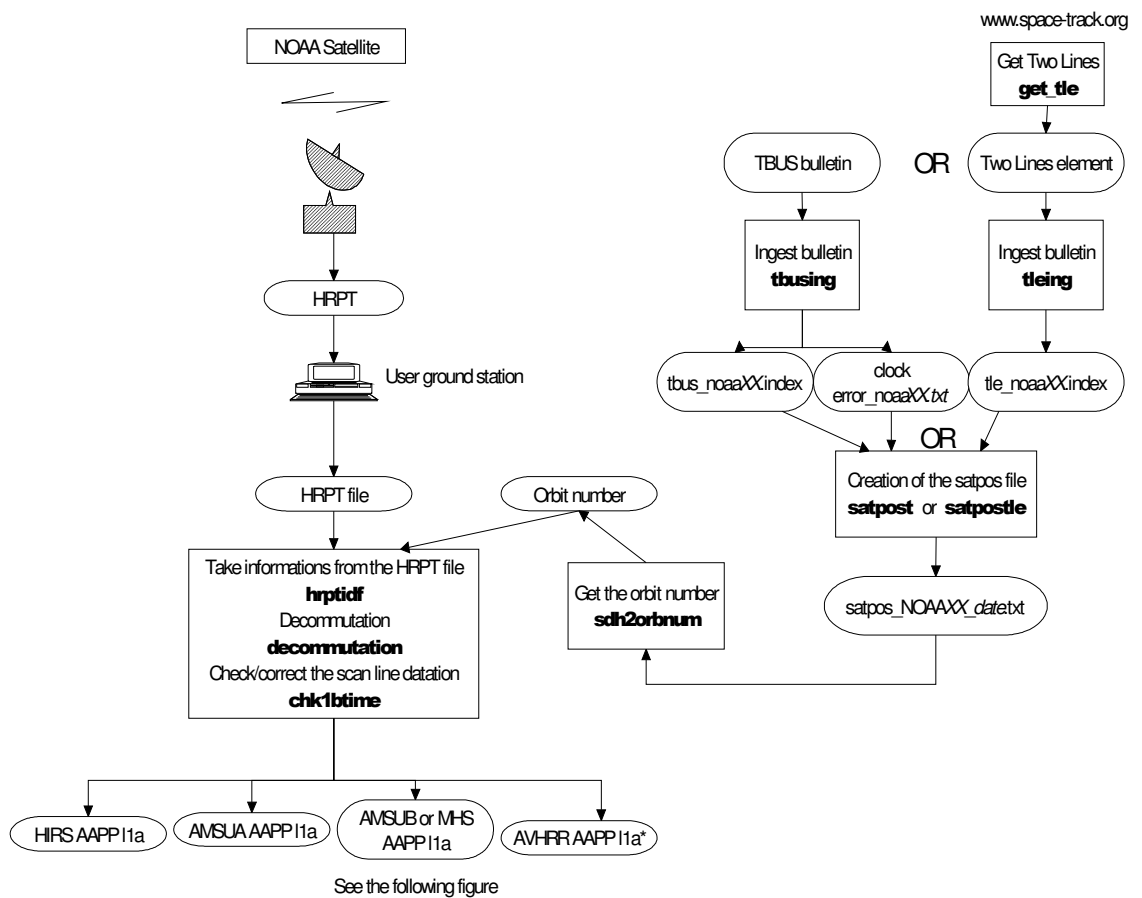 www.space-track.org
NOAA Satellite
Get Two Lines
get_tle
TBUS bulletin
OR
Two Lines element
Ingest bulletin
tbusing
Ingest bulletin
tleing
HRPT
User ground station
tbus_noaaXX.index
clock
error_noaaXX.txt
tle_noaaXX.index
OR
Creation of the satpos file
satpost or satpostle
HRPT file
Orbit number
Take informations from the HRPT file
hrptidf
Decommutation
decommutation
Check/correct the scan line datation
chk1btime
Get the orbit number
sdh2orbnum
satpos_NOAAXX_date.txt
HIRS AAPP l1a
AMSUA AAPP l1a
AMSUB or MHS
AAPP l1a
AVHRR AAPP l1a*
See the following figure